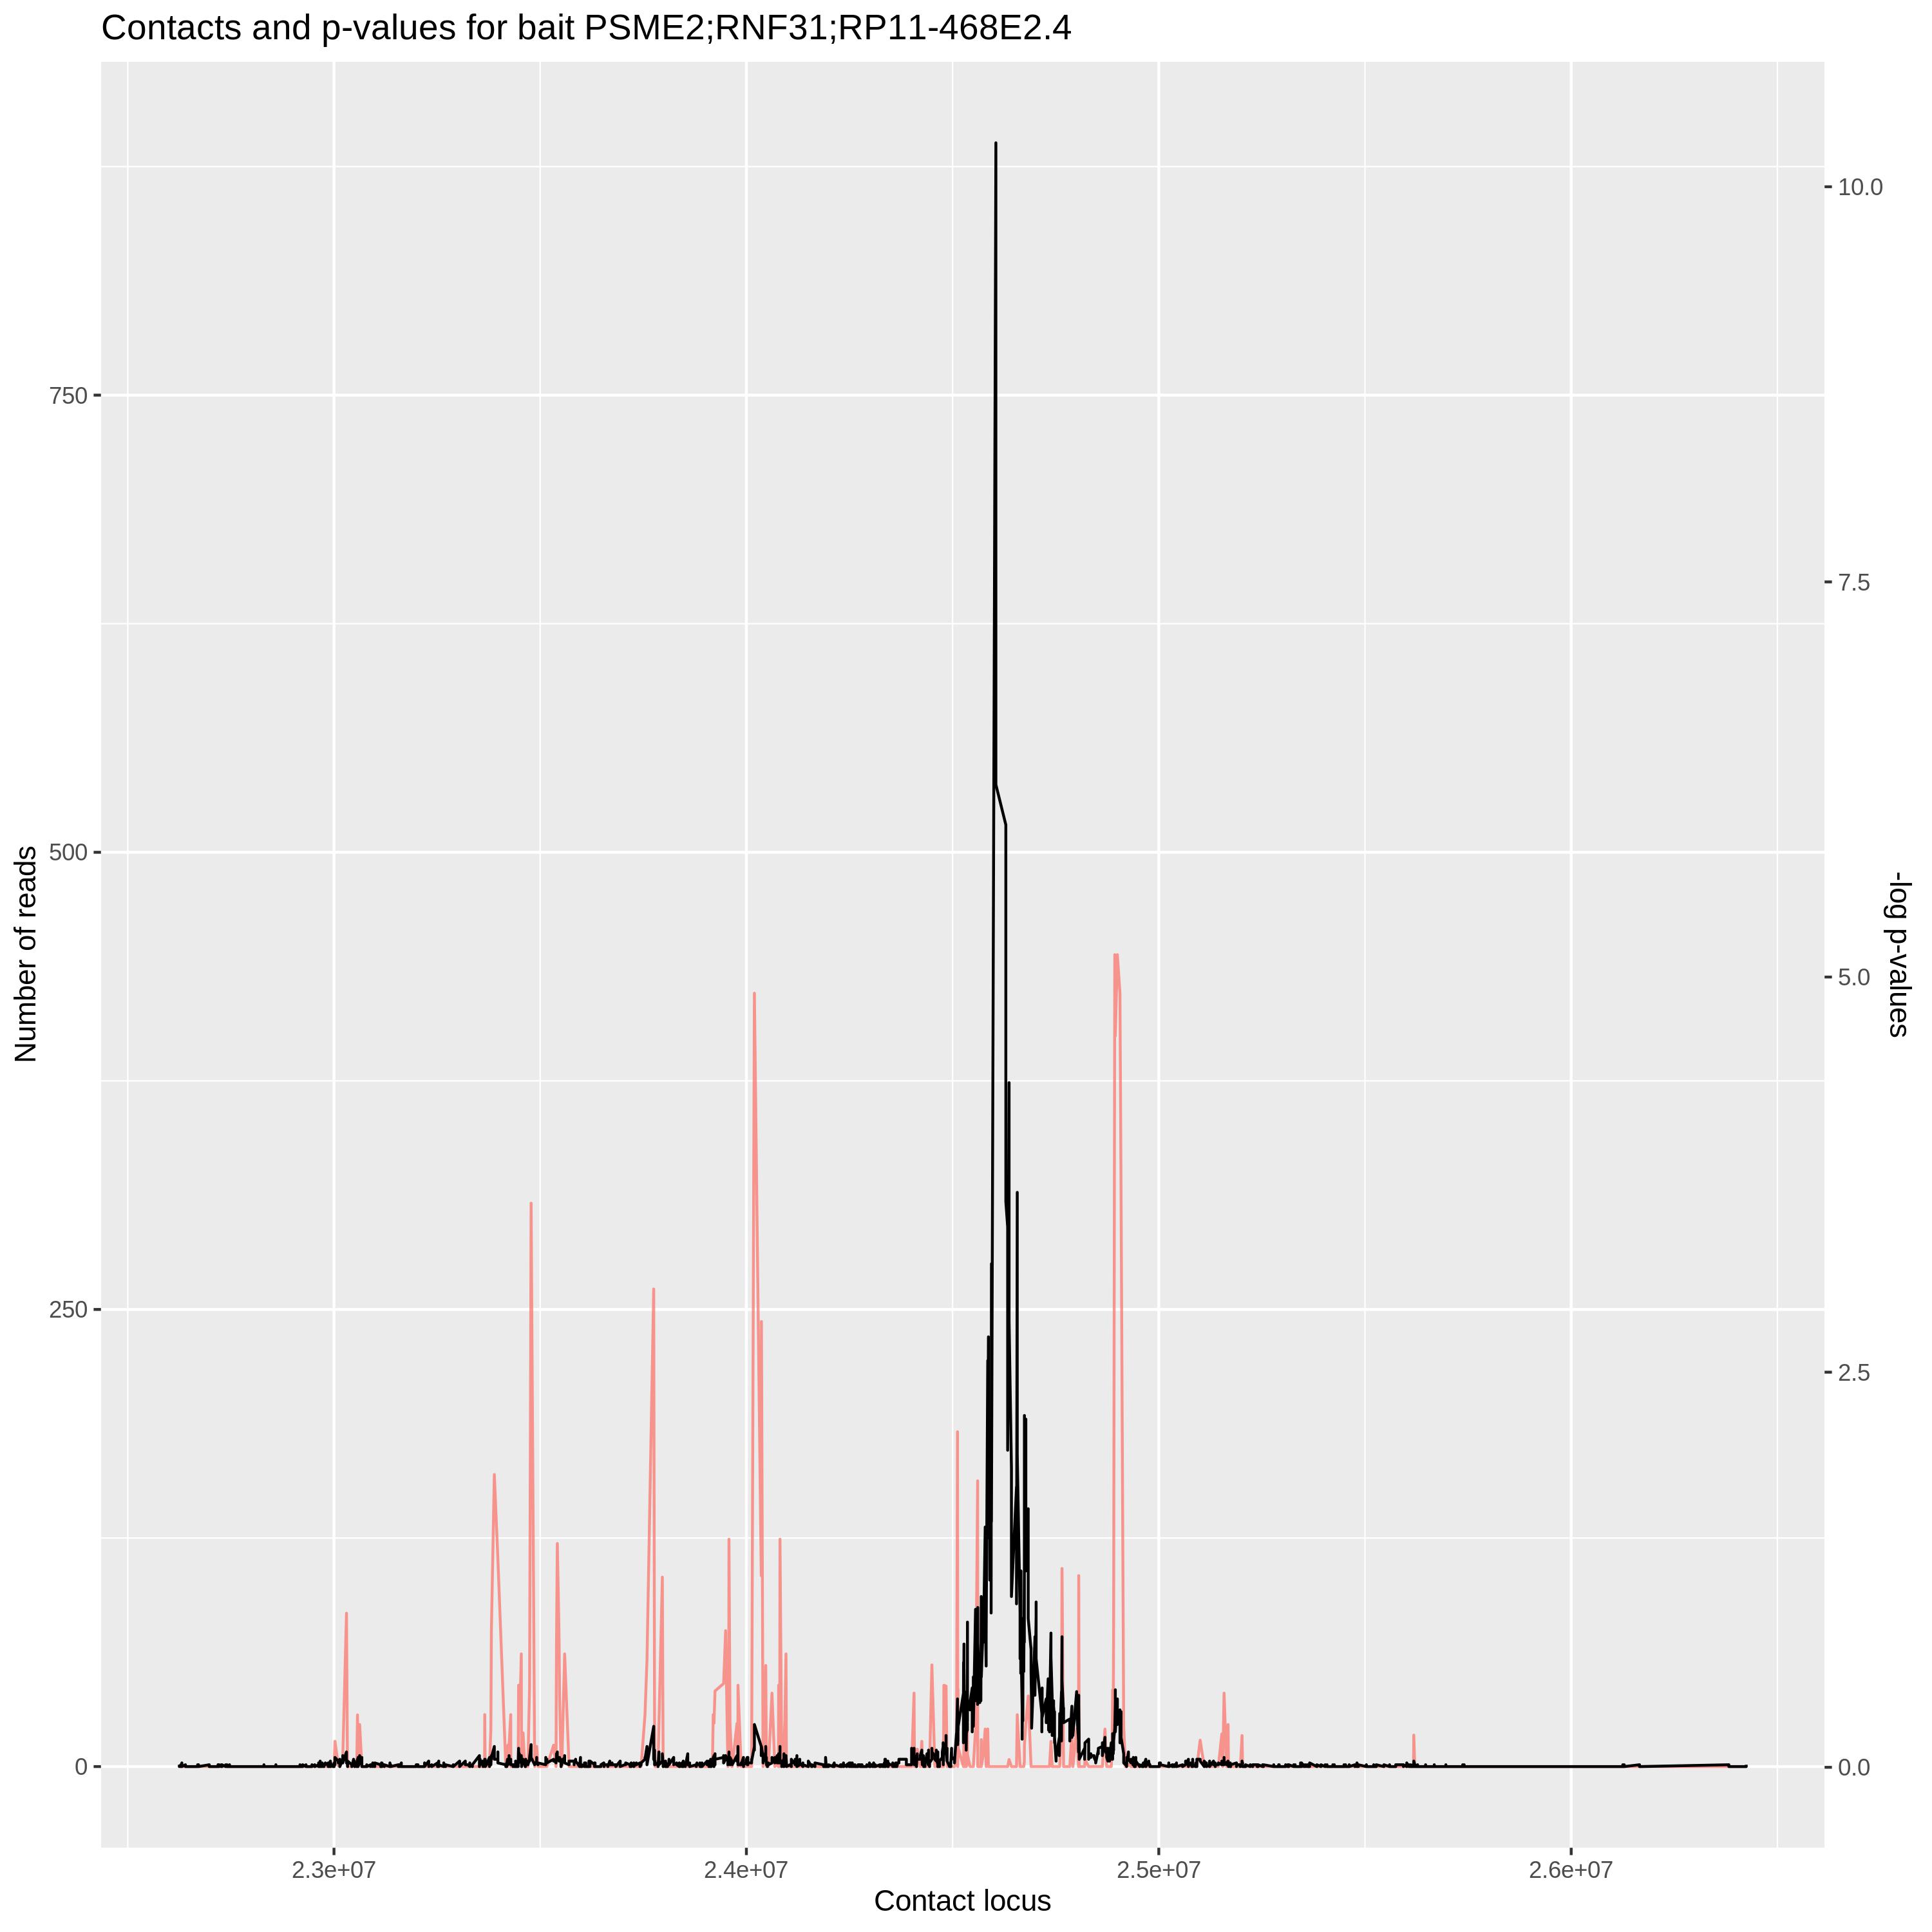 Contacts and p-values for bait PSME2;RNF31;RP11-468E2.4
10.0
750
7.5
Number of reads
500
5.0
-log p-values
250
2.5
0
0.0
2.3e+07
2.4e+07
2.5e+07
2.6e+07
Contact locus